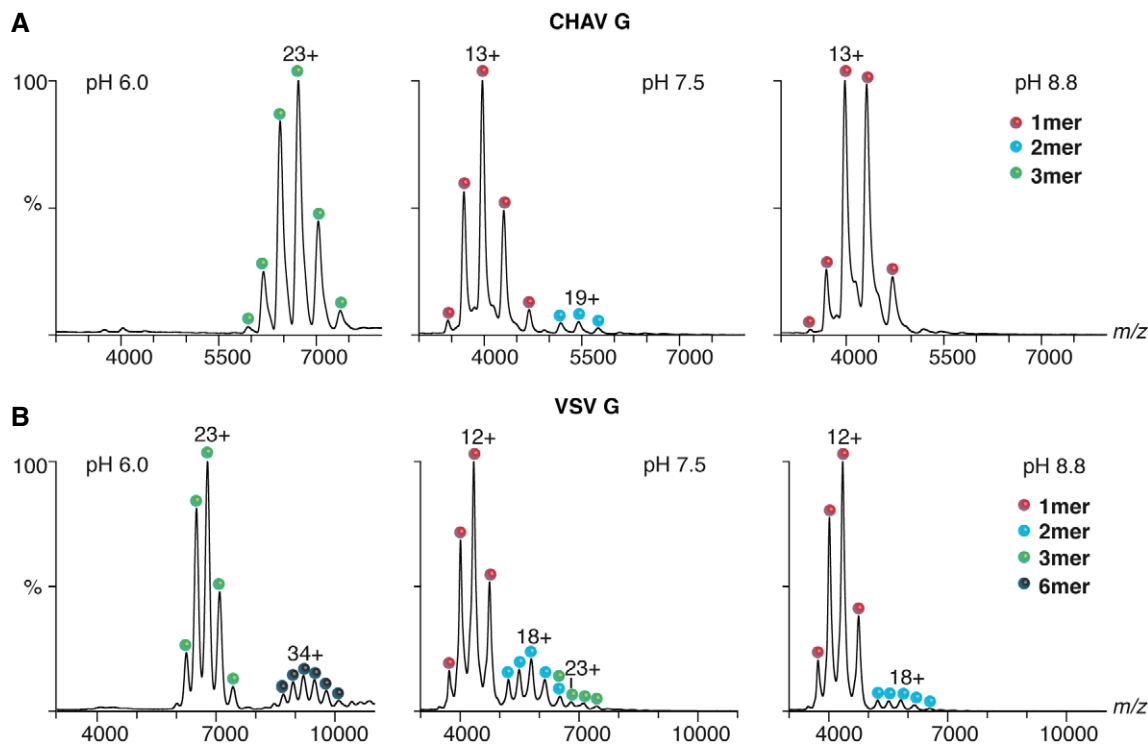 A
CHAV G
23+
13+
13+
100
pH 6.0
pH 7.5
pH 8.8
1mer
2mer
3mer
%
19+
m/z
4000 5500 7000
4000 5500 7000
4000 5500 7000
B
VSV G
23+
12+
12+
100
pH 6.0
pH 7.5
pH 8.8
1mer
2mer
3mer
6mer
%
34+
18+
23+
18+
m/z
4000 7000 10000
4000 7000 10000
4000 7000 10000